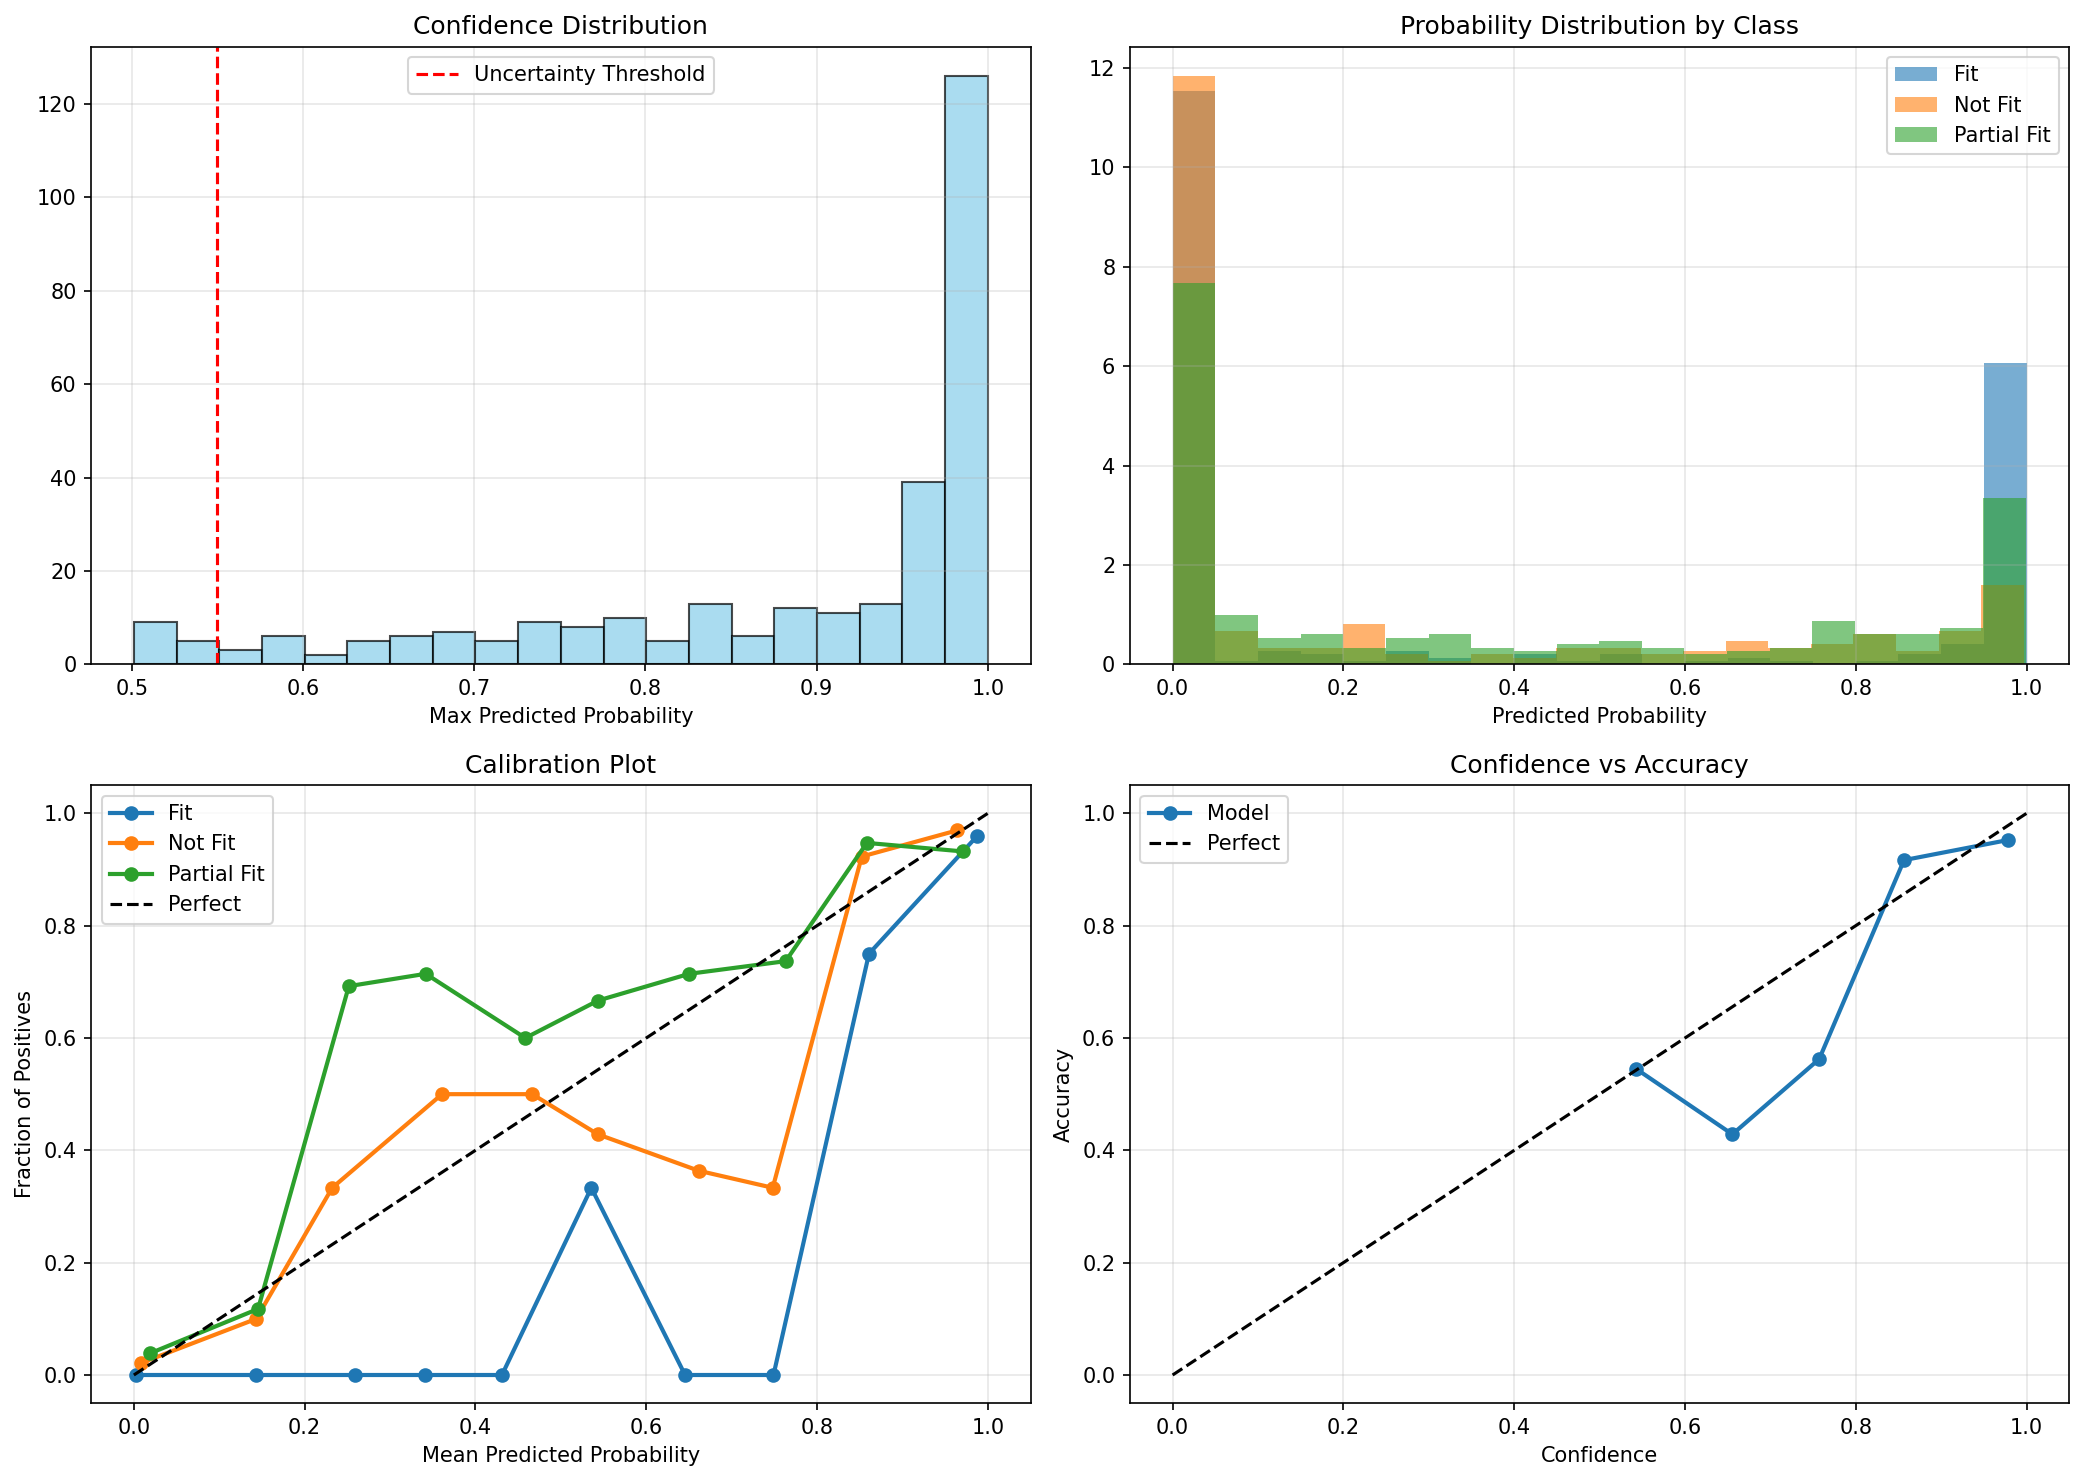 Confidence Distribution
Uncertainty Threshold
120
100
80
60
40
20
0
0.5 0.6 0.7 0.8 0.9 1.0
Max Predicted Probability
Probability Distribution by Class
Fit
Not Fit
Partial Fit
12
10
8
6
4
2
0
0.0 0.2 0.4 0.6 0.8 1.0
Predicted Probability
Calibration Plot
Fit
Not Fit
Partial Fit
Perfect
Fraction of Positives
1.0
0.8
0.6
0.4
0.2
0.0
0.0 0.2 0.4 0.6 0.8 1.0
Mean Predicted Probability
Confidence vs Accuracy
Model
Perfect
Accuracy
1.0
0.8
0.6
0.4
0.2
0.0
0.0 0.2 0.4 0.6 0.8 1.0
Confidence